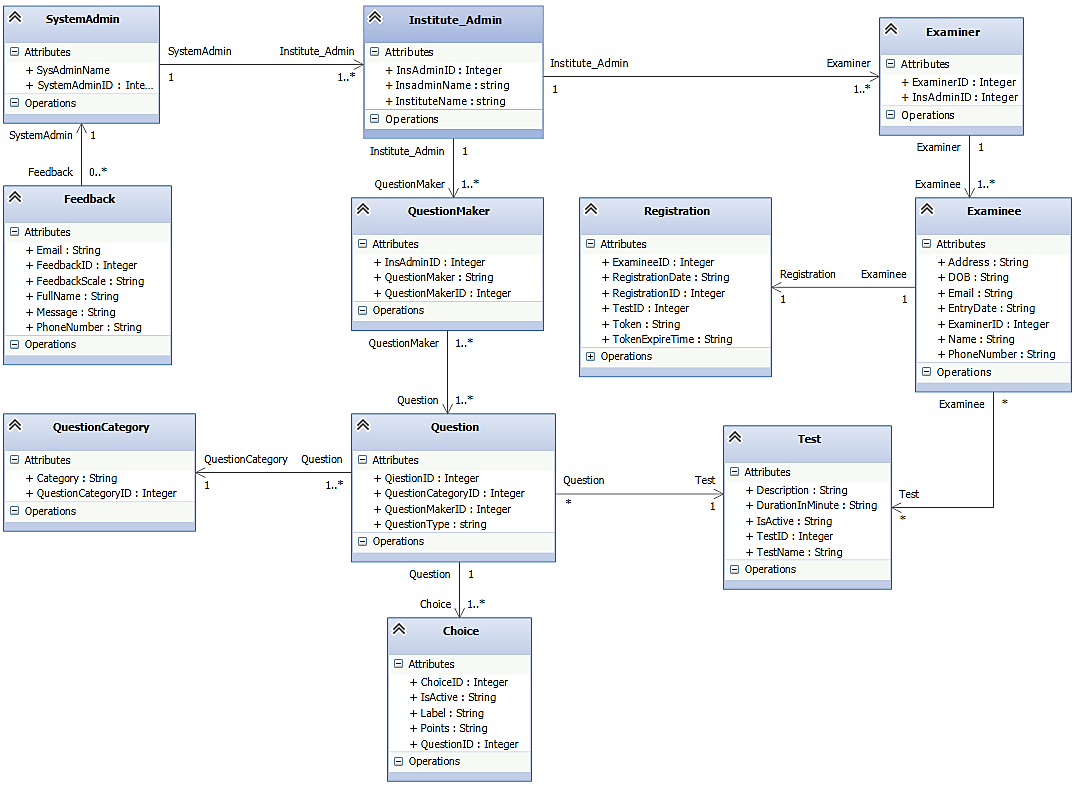 SystemAdmin
Attributes
+ SysAdminName
+ SystemAdminID : Inte...
Operations
SystemAdmin
1
Institute_Admin
1..*
Institute_Admin
Attributes
+ InsAdminID : Integer
+ InsadminName : string
+ InstituteName : string
Operations
Institute_Admin
1
Examiner
1..*
Examiner
Attributes
+ ExaminerID : Integer
+ InsAdminID : Integer
Operations
SystemAdmin
1
Feedback
0..*
Institute_Admin
1
QuestionMaker
1..*
Examiner
1
Examinee
1..*
Feedback
Attributes
+ Email : String
+ FeedbackID : Integer
+ FeedbackScale : String
+ FullName : String
+ Message : String
+ PhoneNumber : String
Operations
QuestionMaker
Attributes
+ InsAdminID : Integer
+ QuestionMaker : String
+ QuestionMakerID : Integer
Operations
Registration
Attributes
+ ExamineeID : Integer
+ RegistrationDate : String
+ RegistrationID : Integer
+ TestID : Integer
+ Token : String
+ TokenExpireTime : String
Operations
Registration
1
Examinee
1
Examinee
Attributes
+ Address : String
+ DOB : String
+ Email : String
+ EntryDate : String
+ ExaminerID : Integer
+ Name : String
+ PhoneNumber : String
Operations
QuestionMaker
1..*
Question
1..*
Examinee
*
Test
*
QuestionCategory
Attributes
+ Category : String
+ QuestionCategoryID : Integer
Operations
QuestionCategory
1
Question
1..*
Question
Attributes
+ QiestionID : Integer
+ QuestionCategoryID : Integer
+ QuestionMakerID : Integer
+ QuestionType : string
Operations
Question
*
Test
1
Test
Attributes
+ Description : String
+ DurationInMinute : String
+ IsActive : String
+ TestID : Integer
+ TestName : String
Operations
Question
1
Choice
1..*
Choice
Attributes
+ ChoiceID : Integer
+ IsActive : String
+ Label : String
+ Points : String
+ QuestionID : Integer
Operations